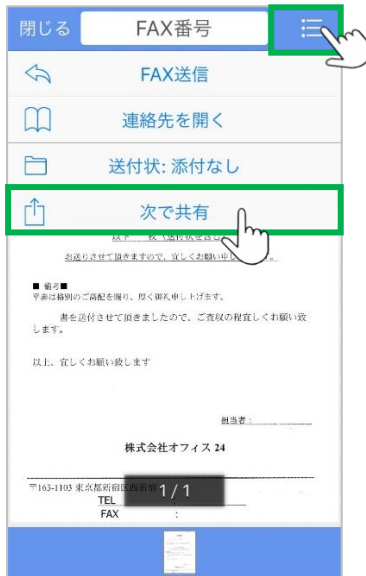 閉じる
FAX番号
FAX送信
連絡先を開く
送付状: 添付なし
次で共有
お送りさせて頂きますので、宜しくお願い申し
■ 備考■
平素は格別のご高配を賜り、厚く御礼申し上げます。
書を送付させて頂きましたので、ご査収の程宜しくお願い致
します。
以上、宜しくお願い致します
担当者:
株式会社オフィス 24
〒163-1103 東京都新宿区西新宿
1/1
TEL :
FAX :